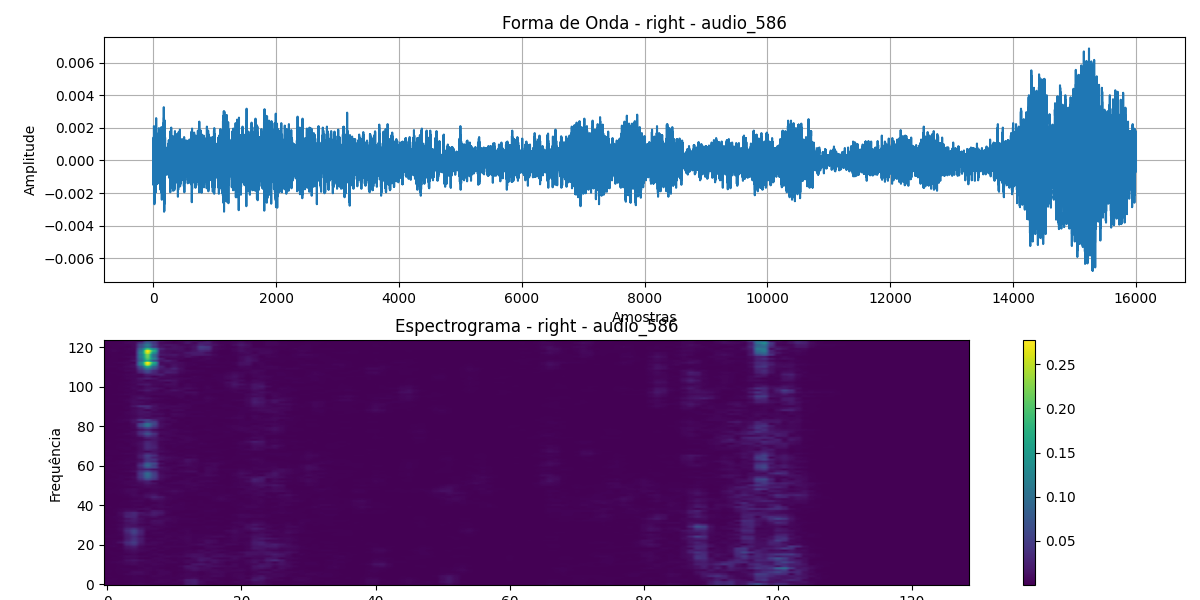 Forma de Onda - right - audio_586
Amplitude
0.006
0.004
0.002
0.000
−0.002
−0.004
−0.006
0 2000 4000 6000 8000 10000 12000 14000 16000
Amostras
Espectrograma - right - audio_586
Frequência
120
100
80
60
40
20
0
0 20 40 60 80 100 120
0.25
0.20
0.15
0.10
0.05